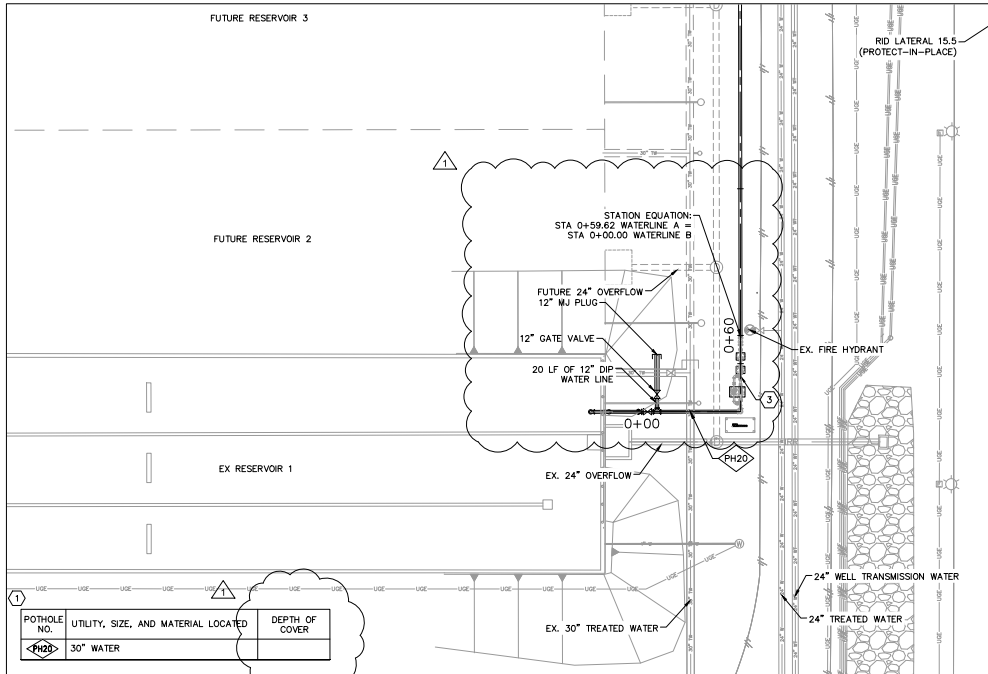 FUTURE RESERVOIR 3
RID LATERAL 15.5
(PROTECT-IN-PLACE)
30" TW
1
STATION EQUATION:
STA 0+59.62 WATERLINE A =
STA 0+00.00 WATERLINE B
FUTURE RESERVOIR 2
FUTURE 24" OVERFLOW
12" MJ PLUG
0+60
12" GATE VALVE
EX. FIRE HYDRANT
20 LF OF 12" DIP
WATER LINE
3
0+00
PH20
EX RESERVOIR 1
EX. 24" OVERFLOW
UGE
24" WELL TRANSMISSION WATER
24" TREATED WATER
EX. 30" TREATED WATER
W
1
1
POTHOLE NO.
UTILITY, SIZE, AND MATERIAL LOCATED
DEPTH OF COVER
PH20
30" WATER